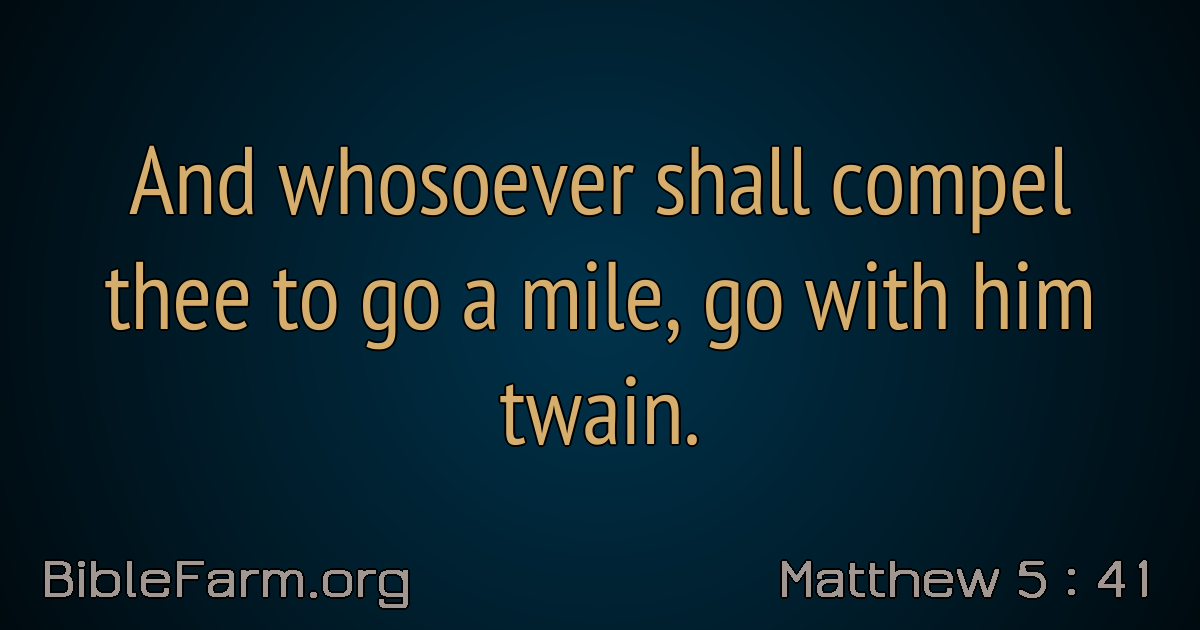 And whosoever shall compel
thee to go a mile, go with him
twain.
BibleFarm.org
Matthew 5 : 41